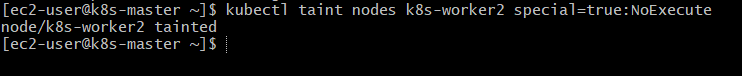 [ec2-user@k8s-master ~]$ kubectl taint nodes k8s-worker2 special=true:NoExecute
node/k8s-worker2 tainted
[ec2-user@k8s-master ~]$